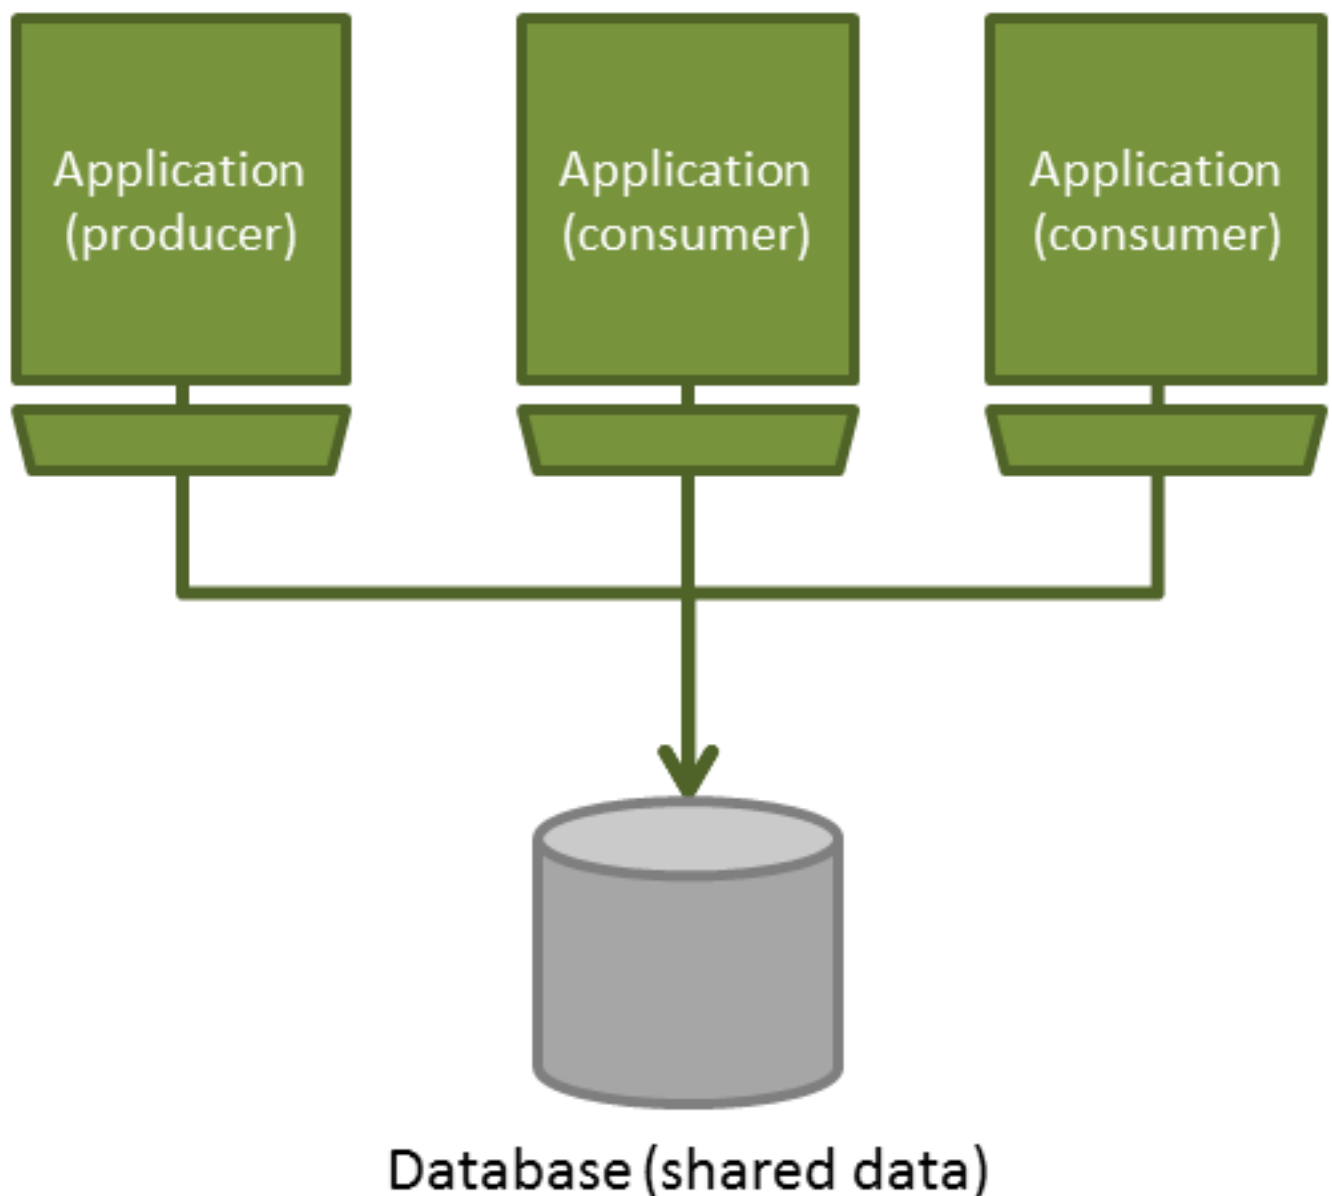 Application
(producer)
Application
(consumer)
Application
(consumer)
Database (shared data)